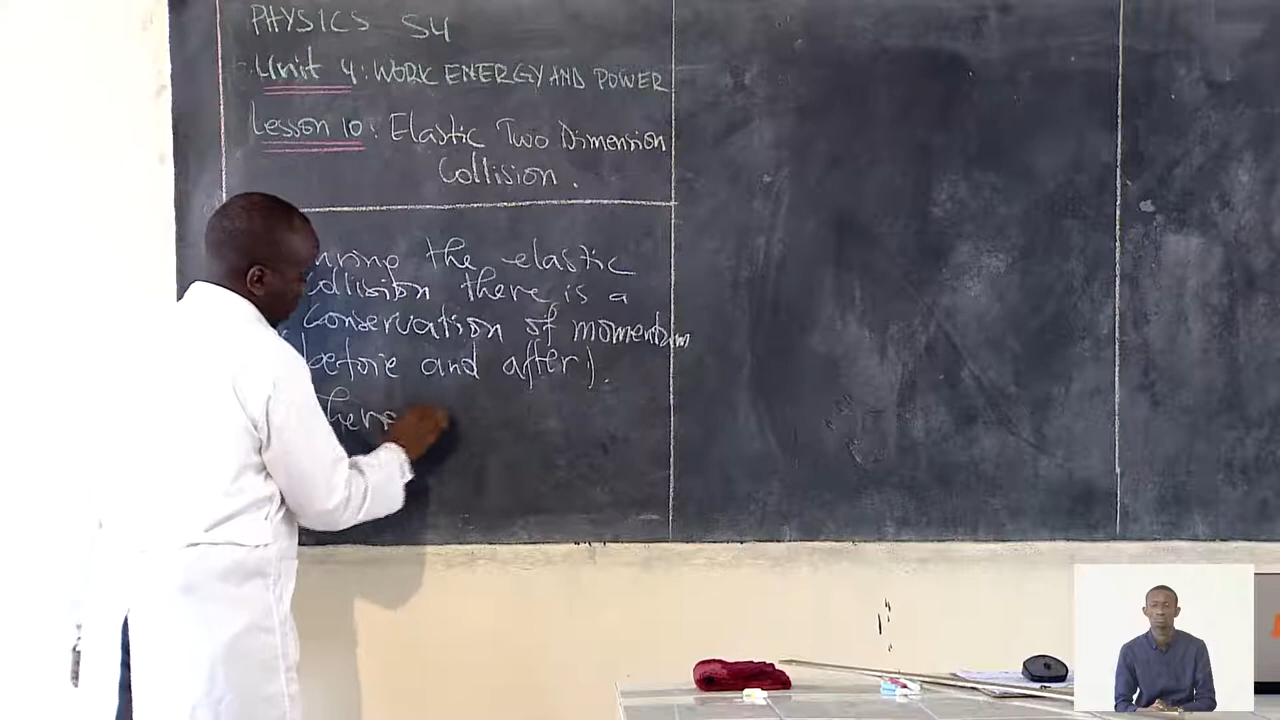 PHYSICS S4
Unit 4: WORK ENERGY AND POWER
Lesson 10: Elastic Two Dimension
Collision.
the elastic
Collision there is a
Conservation of momentum
before and after).